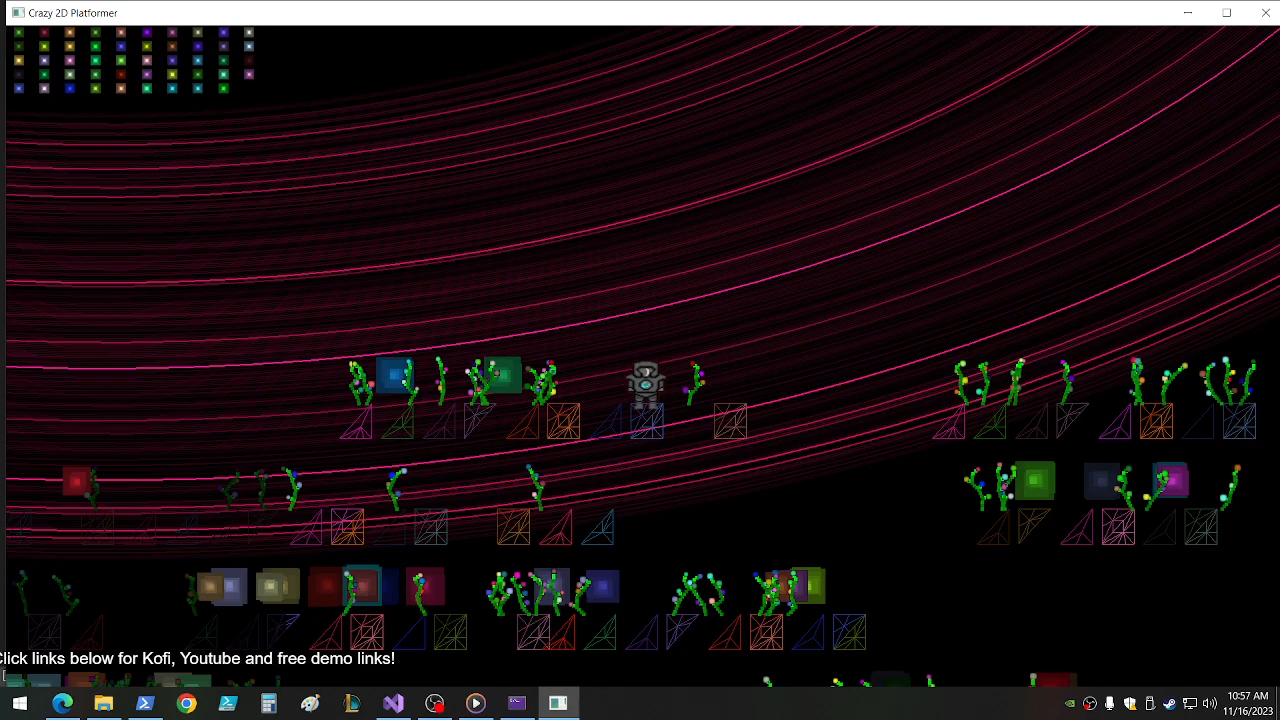 Crazy 2D Platformer
Click links below for Kofi, Youtube and free demo links!
10:57 AM
11/16/2023